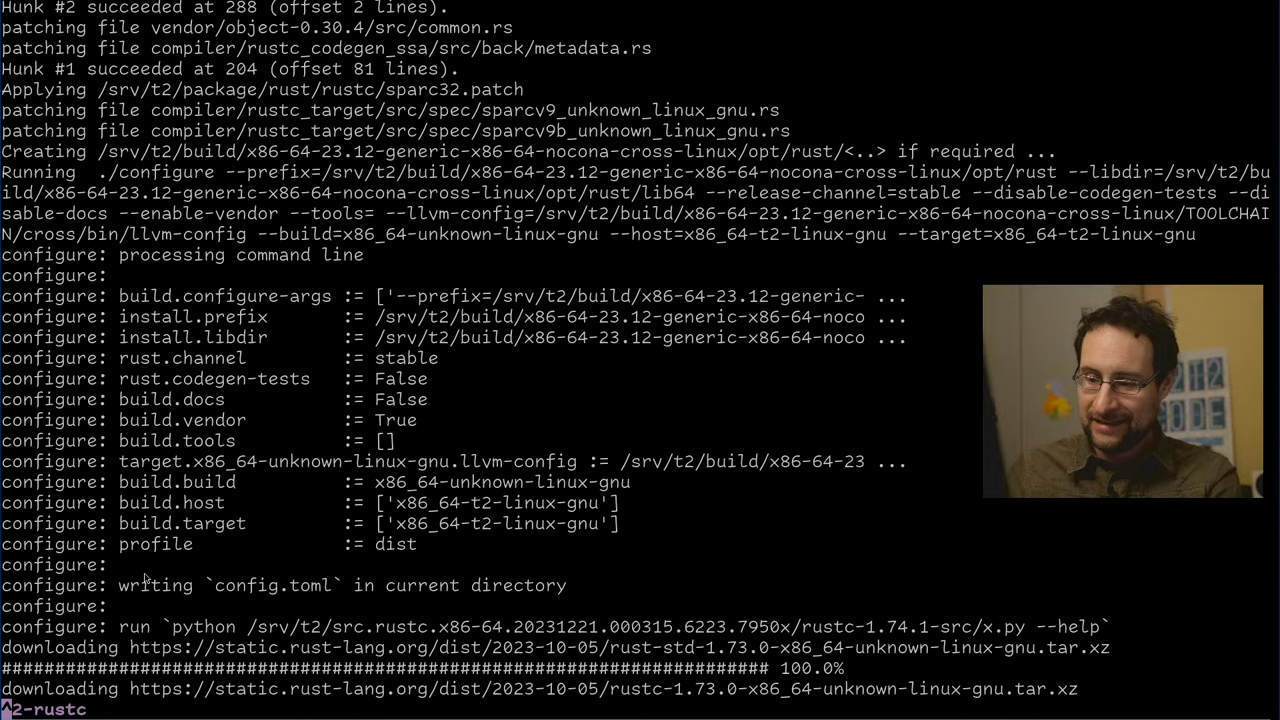 Hunk #2 succeeded at 288 (offset 2 lines).
patching file vendor/object-0.30.4/src/common.rs
patching file compiler/rustc_codegen_ssa/src/back/metadata.rs
Hunk #1 succeeded at 204 (offset 81 lines).
Applying /srv/t2/package/rust/rustc/sparc32.patch
patching file compiler/rustc_target/src/spec/sparcv9_unknown_linux_gnu.rs
patching file compiler/rustc_target/src/spec/sparcv9b_unknown_linux_gnu.rs
Creating /srv/t2/build/x86-64-23.12-generic-x86-64-nocona-cross-linux/opt/rust/<..> if required ...
Running  ./configure --prefix=/srv/t2/build/x86-64-23.12-generic-x86-64-nocona-cross-linux/opt/rust --libdir=/srv/t2/bu
ild/x86-64-23.12-generic-x86-64-nocona-cross-linux/opt/rust/lib64 --release-channel=stable --disable-codegen-tests --di
sable-docs --enable-vendor --tools= --llvm-config=/srv/t2/build/x86-64-23.12-generic-x86-64-nocona-cross-linux/TOOLCHAI
N/cross/bin/llvm-config --build=x86_64-unknown-linux-gnu --host=x86_64-t2-linux-gnu --target=x86_64-t2-linux-gnu
configure: processing command line
configure:
configure: build.configure-args := ['--prefix=/srv/t2/build/x86-64-23.12-generic- ...
configure: install.prefix       := /srv/t2/build/x86-64-23.12-generic-x86-64-noco ...
configure: install.libdir       := /srv/t2/build/x86-64-23.12-generic-x86-64-noco ...
configure: rust.channel         := stable
configure: rust.codegen-tests   := False
configure: build.docs           := False
configure: build.vendor         := True
configure: build.tools          := []
configure: target.x86_64-unknown-linux-gnu.llvm-config := /srv/t2/build/x86-64-23 ...
configure: build.build          := x86_64-unknown-linux-gnu
configure: build.host           := ['x86_64-t2-linux-gnu']
configure: build.target         := ['x86_64-t2-linux-gnu']
configure: profile              := dist
configure:
configure: writing `config.toml` in current directory
configure:
configure: run `python /srv/t2/src.rustc.x86-64.20231221.000315.6223.7950x/rustc-1.74.1-src/x.py --help`
downloading https://static.rust-lang.org/dist/2023-10-05/rust-std-1.73.0-x86_64-unknown-linux-gnu.tar.xz
######################################################################## 100.0%
downloading https://static.rust-lang.org/dist/2023-10-05/rustc-1.73.0-x86_64-unknown-linux-gnu.tar.xz
^2-rustc